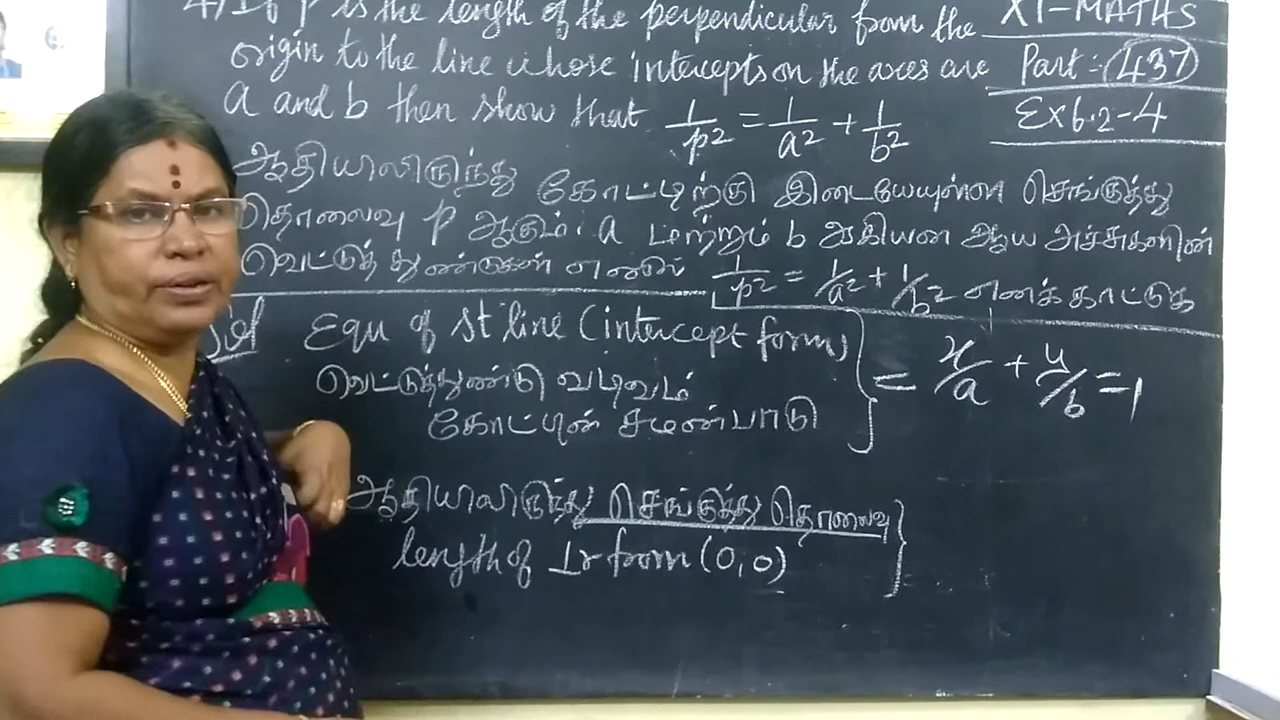 4) If P is the length of the perpendicular from the
origin to the line whose intercepts on the axes are
a and b then show that 1/p² = 1/a² + 1/b²
XI-MATHS
Part:-(437)
Ex 6.2-4
ஆதியிலிருந்து கோட்டிற்கு இடையேயுள்ள செங்குத்து
தொலைவு p ஆகும். a மற்றும் b ஆகியன ஆய அச்சுகளின்
வெட்டுத் துண்டுகள் எனில் 1/p² = 1/a² + 1/b² எனக் காட்டுக
Sol Equ of st line (intercept form)
வெட்டுத்துண்டு வடிவம்
கோட்டின் சமன்பாடு
= x/a + y/b = 1
ஆதியிலிருந்து செங்குத்து தொலைவு
length of ⊥r from (0,0)